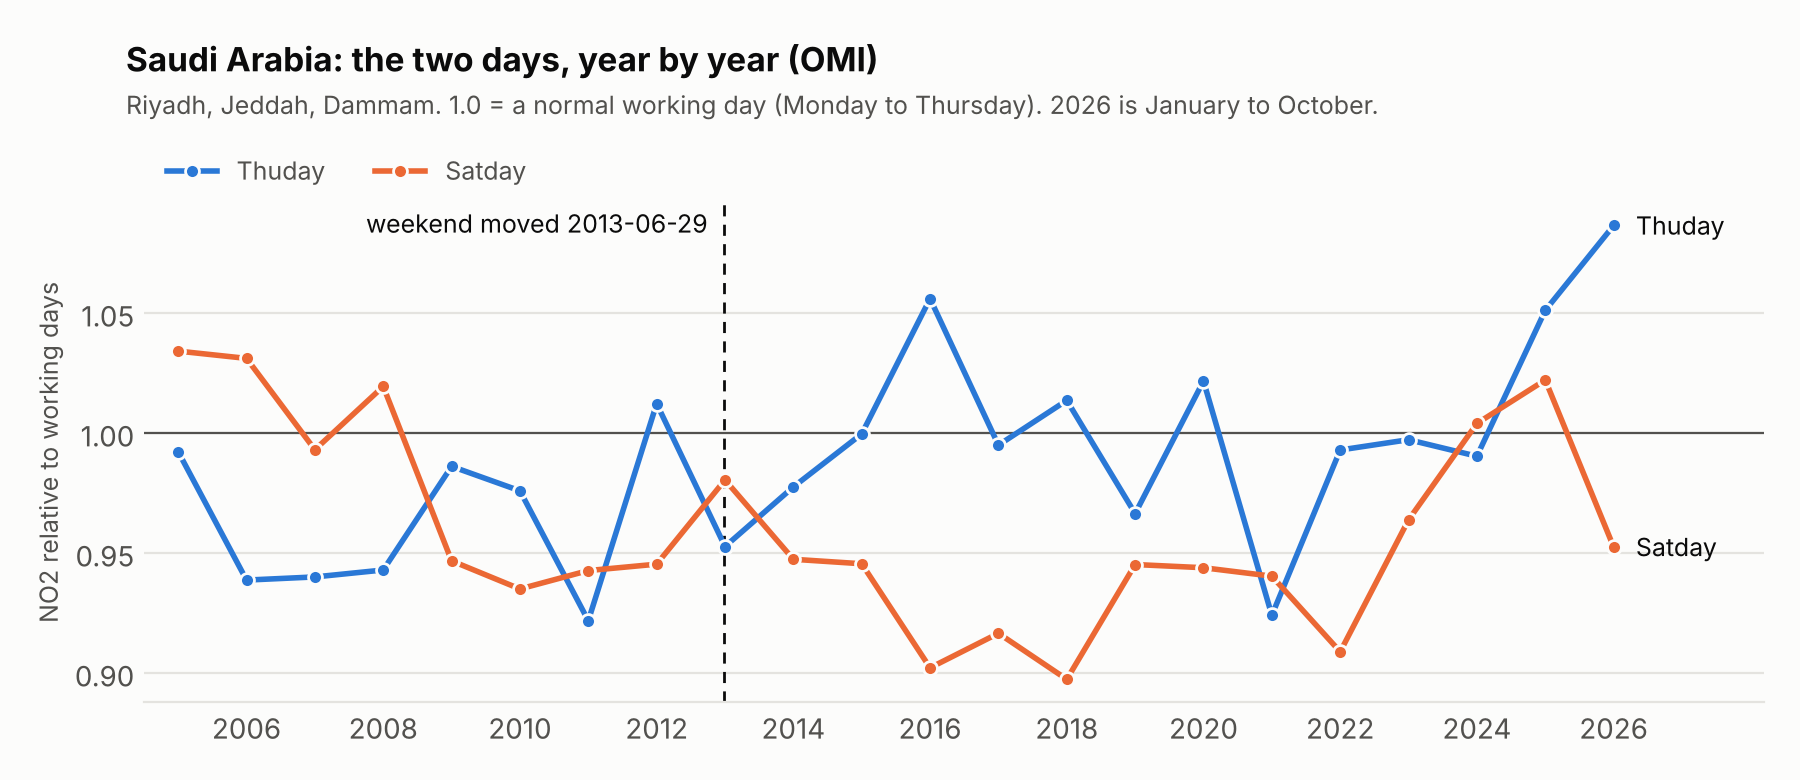 Saudi Arabia: the two days, year by year (OMI)
Riyadh, Jeddah, Dammam. 1.0 = a normal working day (Monday to Thursday). 2026 is January to October.
Thuday Satday
weekend moved 2013-06-29
Thuday
NO2 relative to working days
1.05
1.00
0.95
Satday
0.90
2006 2008 2010 2012 2014 2016 2018 2020 2022 2024 2026